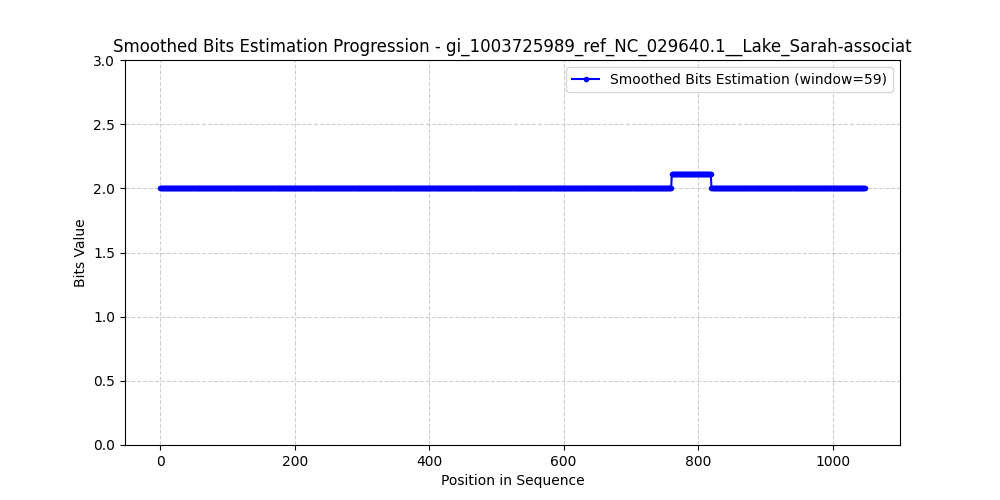 Smoothed Bits Estimation Progression - gi_1003725989_ref_NC_029640.1__Lake_Sarah-associat
Smoothed Bits Estimation (window=59)
3.0
2.5
2.0
1.5
1.0
0.5
0.0
Bits Value
0 200 400 600 800 1000
Position in Sequence